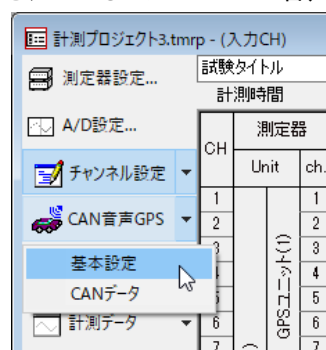 計測プロジェクト3.tmrp - (入力CH)
測定器設定...
試験タイトル
計測時間
A/D設定...
CH
測定器
Unit
ch.
チャンネル設定
CAN音声GPS
基本設定
CANデータ
計測データ
1
2
3
4
5
6
7
GPSユニット(1)
1
2
3
4
5
6
7